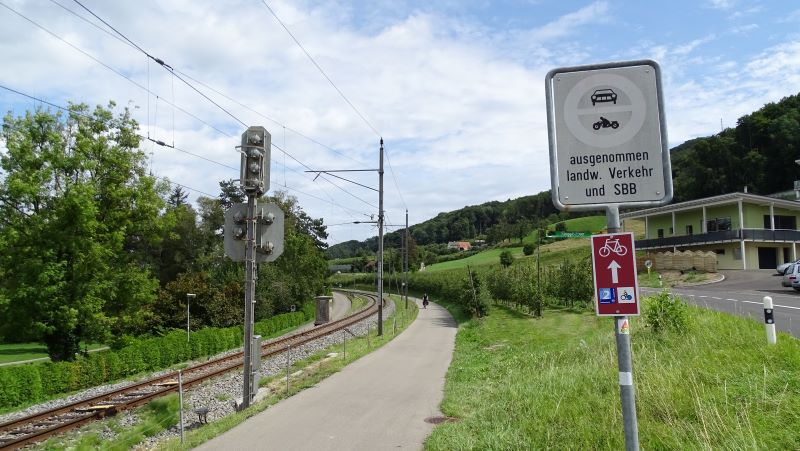 ausgenommen
landw. Verkehr
und SBB